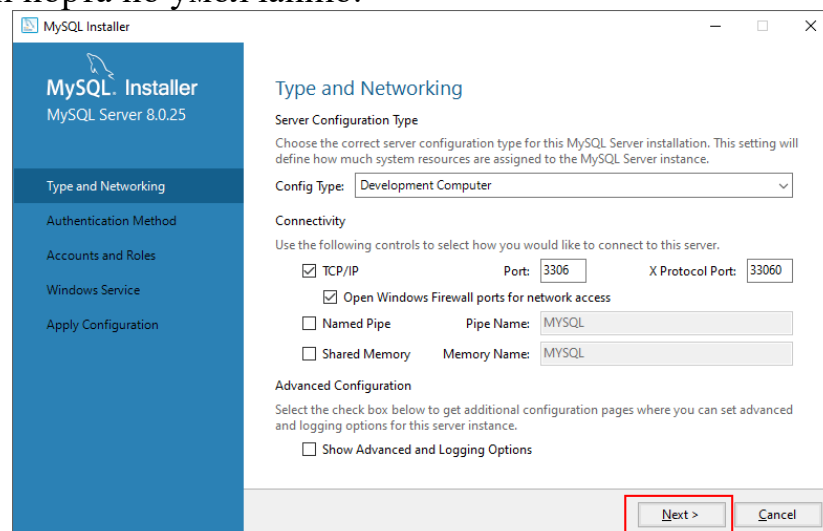 порта по умолчанию.
MySQL Installer
MySQL. Installer
MySQL Server 8.0.25
Type and Networking
Authentication Method
Accounts and Roles
Windows Service
Apply Configuration
Type and Networking
Server Configuration Type
Choose the correct server configuration type for this MySQL Server installation. This setting will
define how much system resources are assigned to the MySQL Server instance.
Config Type: Development Computer
Connectivity
Use the following controls to select how you would like to connect to this server.
TCP/IP Port: 3306 X Protocol Port: 33060
Open Windows Firewall ports for network access
Named Pipe Pipe Name: MYSQL
Shared Memory Memory Name: MYSQL
Advanced Configuration
Select the check box below to get additional configuration pages where you can set advanced
and logging options for this server instance.
Show Advanced and Logging Options
Next > Cancel